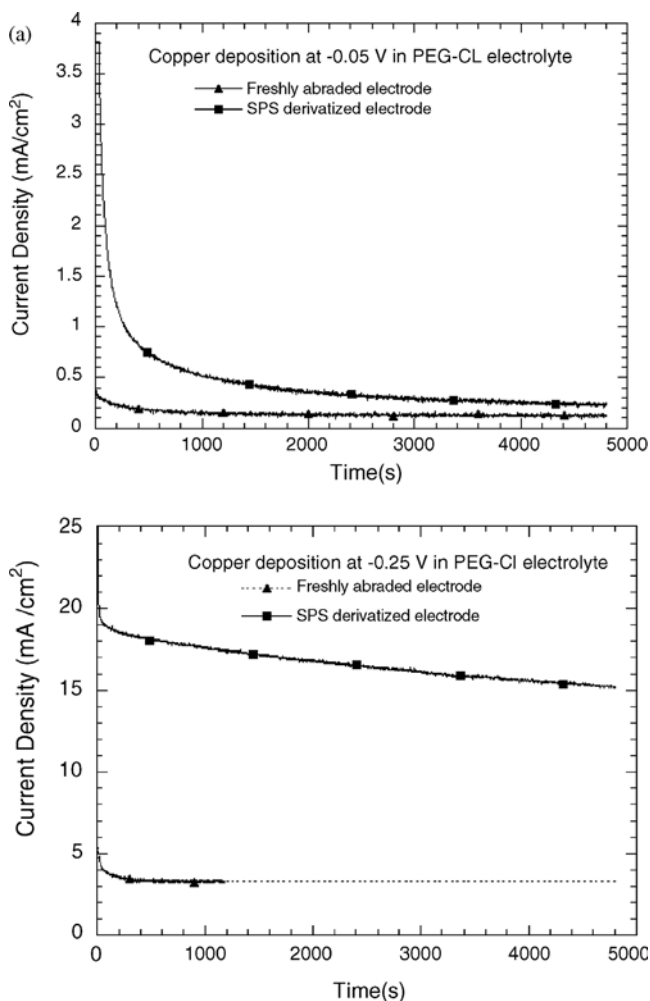 (a)
4
Copper deposition at -0.05 V in PEG-CL electrolyte
Freshly abraded electrode
SPS derivatized electrode
3.5
3
2.5
2
1.5
1
0.5
0
Current Density (mA/cm²)
0 1000 2000 3000 4000 5000
Time(s)
25
Copper deposition at -0.25 V in PEG-Cl electrolyte
Freshly abraded electrode
SPS derivatized electrode
20
15
10
5
0
Current Density (mA /cm²)
0 1000 2000 3000 4000 5000
Time(s)